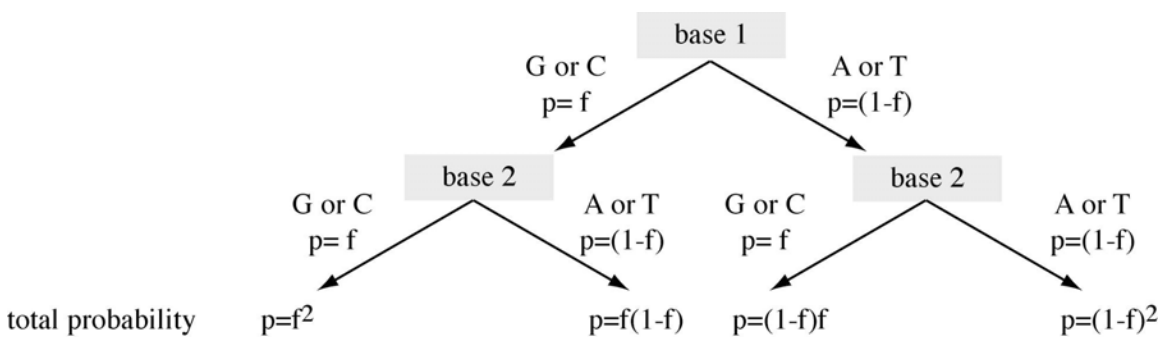 base 1
G or C
p= f
A or T
p=(1-f)
base 2
base 2
G or C
p= f
A or T
p=(1-f)
G or C
p= f
A or T
p=(1-f)
total probability p=f² p=f(1-f) p=(1-f)f p=(1-f)²